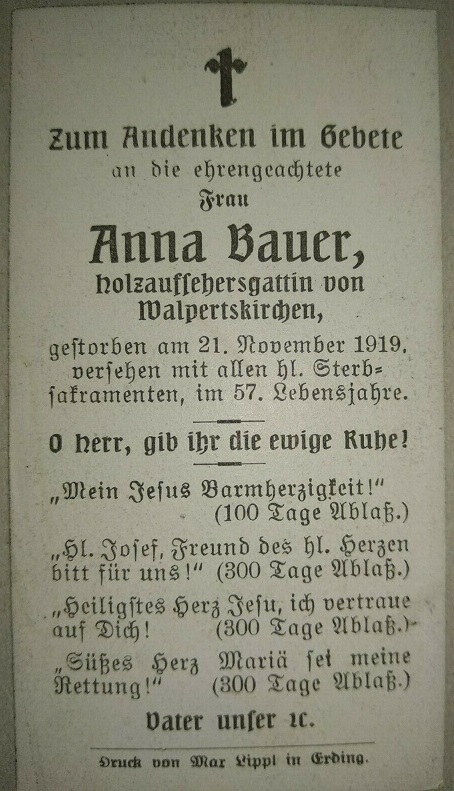 Zum Andenken im Gebete
an die ehrengeachtete
Frau
Anna Bauer,
Holzaufsehersgattin von
Walpertskirchen,
gestorben am 21. November 1919,
versehen mit allen hl. Sterb=
sakramenten, im 57. Lebensjahre.
O Herr, gib ihr die ewige Ruhe!
„Mein Jesus Barmherzigkeit!"
(100 Tage Ablaß.)
„Hl. Josef, Freund des hl. Herzen
bitt für uns!" (300 Tage Ablaß.)
„Heiligstes Herz Jesu, ich vertraue
auf Dich! (300 Tage Ablaß.)
„Süßes Herz Mariä sei meine
Rettung!" (300 Tage Ablaß.)
Vater unser ꝛc.
Druck von Max Lippl in Erding.